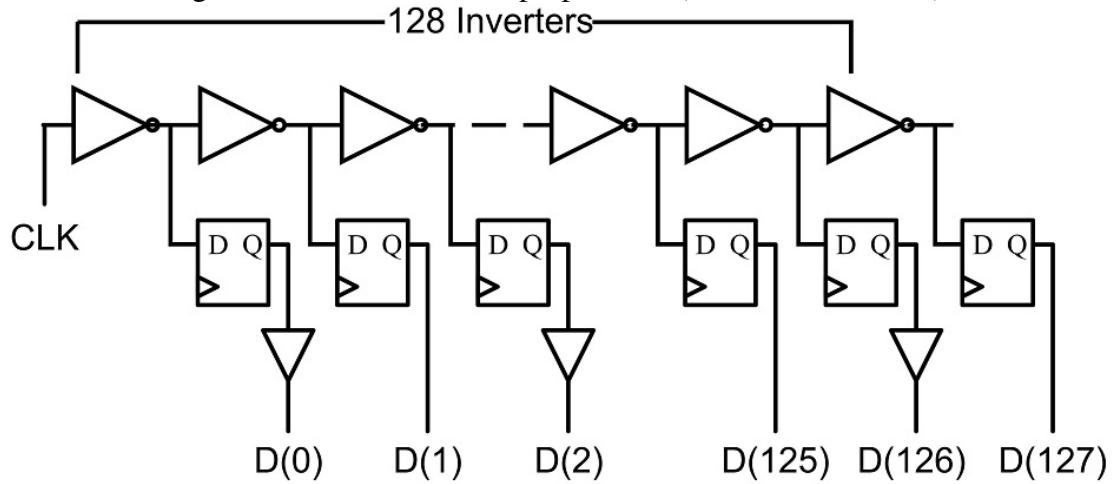 128 Inverters
CLK
D Q D Q D Q D Q D Q D Q
D(0) D(1) D(2) D(125) D(126) D(127)